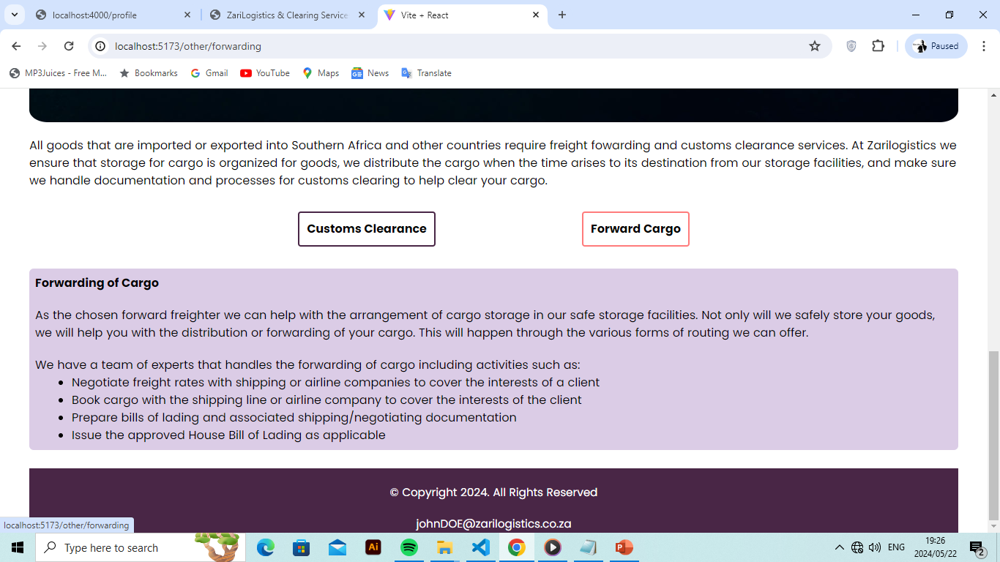 localhost:4000/profile
ZariLogistics & Clearing Service
Vite + React
localhost:5173/other/forwarding
Paused
MP3Juices - Free M...
Bookmarks
Gmail
YouTube
Maps
News
Translate
All goods that are imported or exported into Southern Africa and other countries require freight fowarding and customs clearance services. At Zarilogistics we
ensure that storage for cargo is organized for goods, we distribute the cargo when the time arises to its destination from our storage facilities, and make sure
we handle documentation and processes for customs clearing to help clear your cargo.
Customs Clearance
Forward Cargo
Forwarding of Cargo
As the chosen forward freighter we can help with the arrangement of cargo storage in our safe storage facilities. Not only will we safely store your goods,
we will help you with the distribution or forwarding of your cargo. This will happen through the various forms of routing we can offer.
We have a team of experts that handles the forwarding of cargo including activities such as:
• Negotiate freight rates with shipping or airline companies to cover the interests of a client
• Book cargo with the shipping line or airline company to cover the interests of the client
• Prepare bills of lading and associated shipping/negotiating documentation
• Issue the approved House Bill of Lading as applicable
© Copyright 2024. All Rights Reserved
johnDOE@zarilogistics.co.za
localhost:5173/other/forwarding
Type here to search
Ai
ENG
19:26
2024/05/22
2